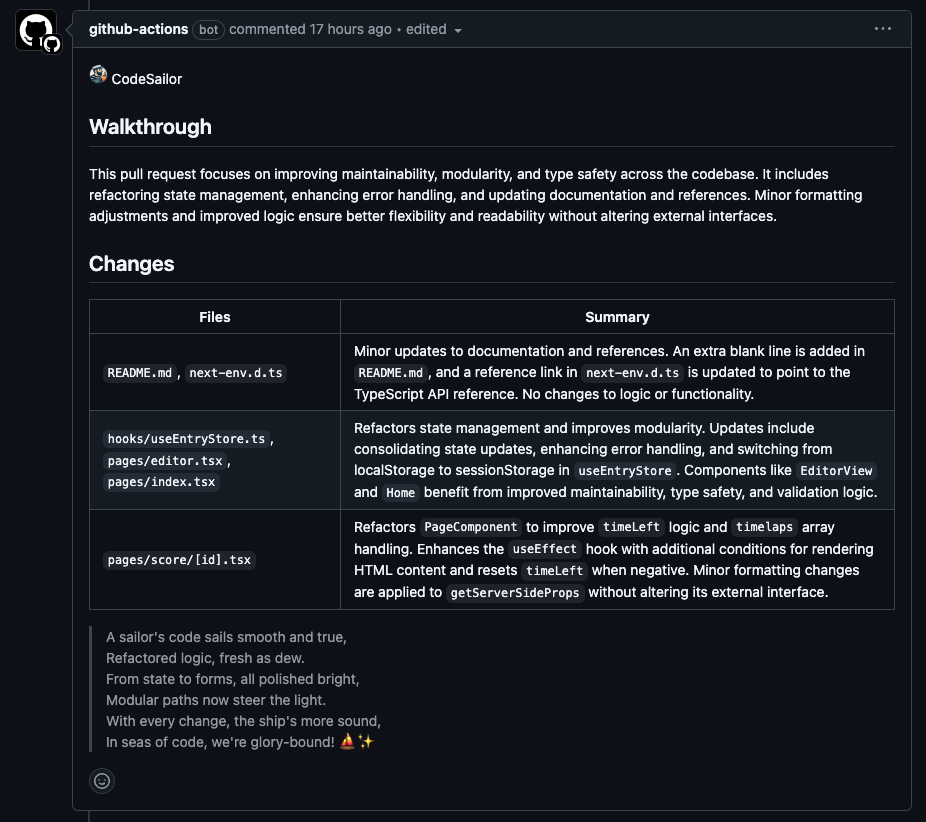 github-actions bot commented 17 hours ago • edited
CodeSailor
Walkthrough
This pull request focuses on improving maintainability, modularity, and type safety across the codebase. It includes
refactoring state management, enhancing error handling, and updating documentation and references. Minor formatting
adjustments and improved logic ensure better flexibility and readability without altering external interfaces.
Changes
Files
Summary
README.md, next-env.d.ts
Minor updates to documentation and references. An extra blank line is added in
README.md, and a reference link in next-env.d.ts is updated to point to the
TypeScript API reference. No changes to logic or functionality.
hooks/useEntryStore.ts,
pages/editor.tsx,
pages/index.tsx
Refactors state management and improves modularity. Updates include
consolidating state updates, enhancing error handling, and switching from
localStorage to sessionStorage in useEntryStore. Components like EditorView
and Home benefit from improved maintainability, type safety, and validation logic.
pages/score/[id].tsx
Refactors PageComponent to improve timeLeft logic and timelaps array
handling. Enhances the useEffect hook with additional conditions for rendering
HTML content and resets timeLeft when negative. Minor formatting changes
are applied to getServerSideProps without altering its external interface.
A sailor's code sails smooth and true,
Refactored logic, fresh as dew.
From state to forms, all polished bright,
Modular paths now steer the light.
With every change, the ship's more sound,
In seas of code, we're glory-bound! ⛵✨